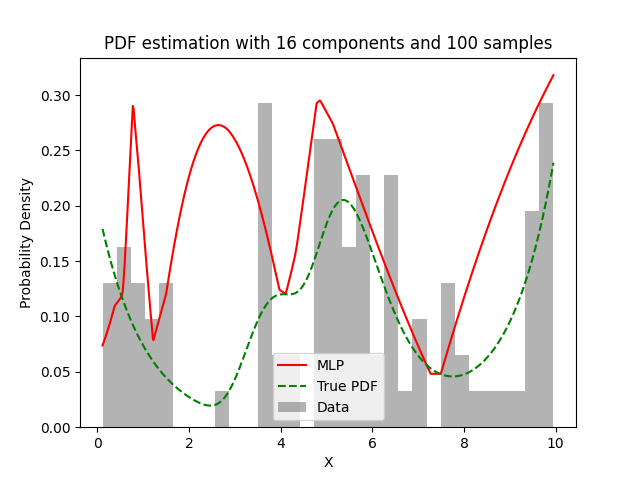 PDF estimation with 16 components and 100 samples
Probability Density
0.30
0.25
0.20
0.15
0.10
0.05
0.00
MLP
True PDF
Data
0 2 4 6 8 10
X